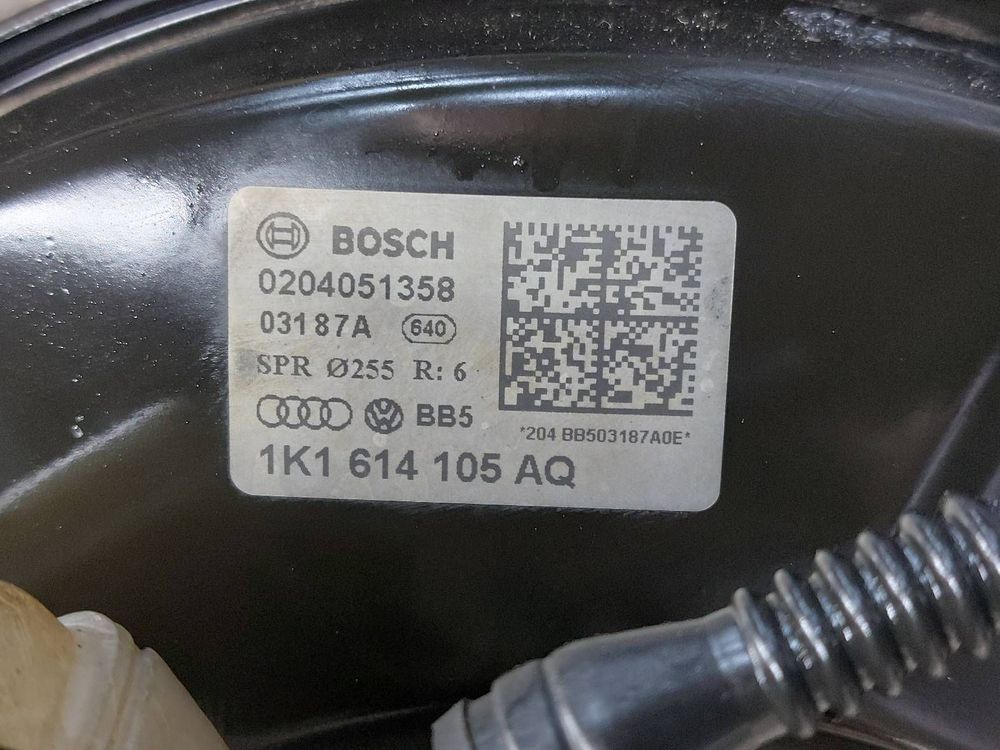 BOSCH
0204051358
03187A 640
SPR Ø255 R: 6
BB5
*204 BB503187A0E*
1K1 614 105 AQ